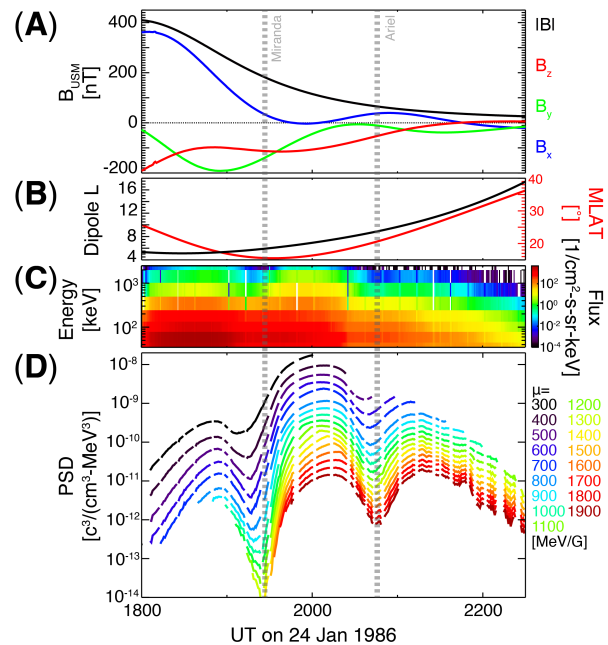 (A)
400
200
0
-200
B_USM
[nT]
Miranda
Ariel
|B|
B_z
B_y
B_x
(B)
16
12
8
4
Dipole L
40
30
20
MLAT
[°]
(C)
10^3
10^2
Energy
[keV]
10^2
10^0
10^-2
10^-4
Flux
[1/cm²-s-sr-keV]
(D)
10^-8
10^-9
10^-10
10^-11
10^-12
10^-13
10^-14
PSD
[c³/(cm³-MeV³)]
μ=
300 1200
400 1300
500 1400
600 1500
700 1600
800 1700
900 1800
1000 1900
1100
[MeV/G]
1800 2000 2200
UT on 24 Jan 1986